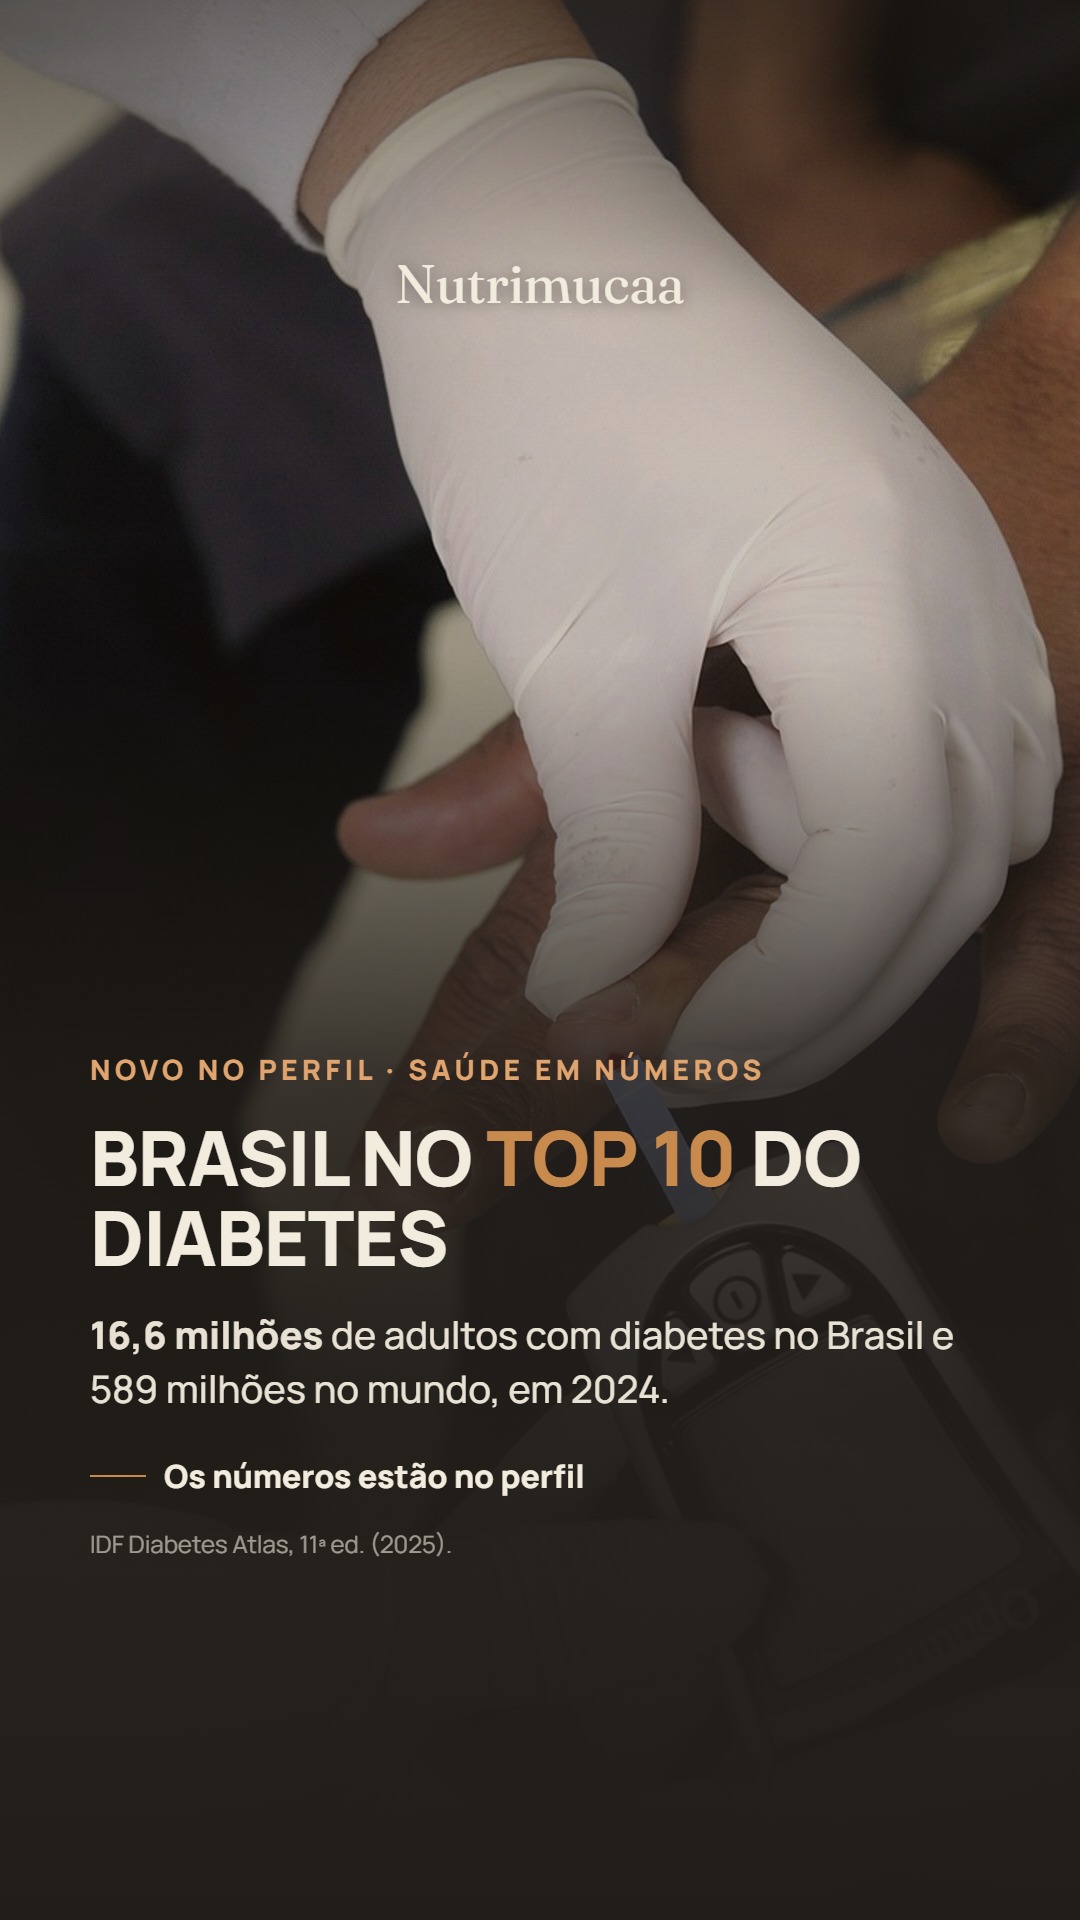 Nutrimucaa
NOVO NO PERFIL · SAÚDE EM NÚMEROS
BRASIL NO TOP 10 DO
DIABETES
16,6 milhões de adultos com diabetes no Brasil e
589 milhões no mundo, em 2024.
Os números estão no perfil
IDF Diabetes Atlas, 11ª ed. (2025).